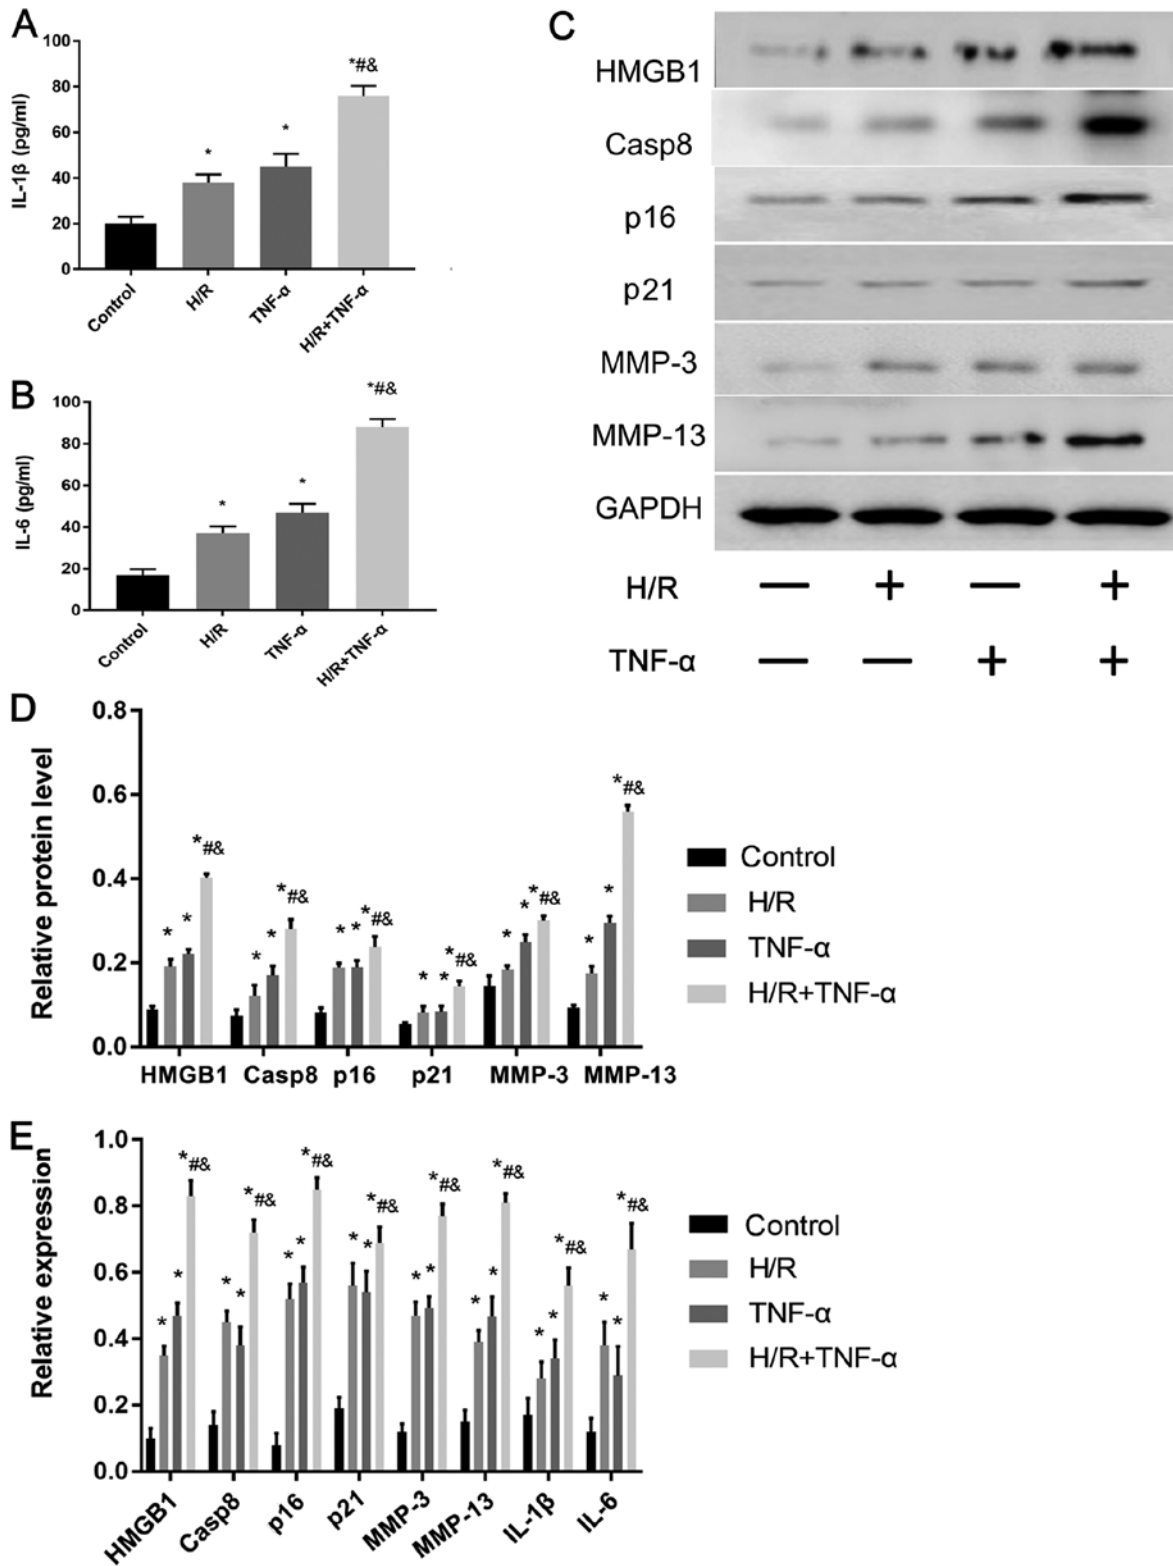 A
100
80
60
40
20
0
IL-1β (pg/ml)
*
*
*#&
Control
H/R
TNF-α
H/R+TNF-α
B
100
80
60
40
20
0
IL-6 (pg/ml)
*
*
*#&
Control
H/R
TNF-α
H/R+TNF-α
C
HMGB1
Casp8
p16
p21
MMP-3
MMP-13
GAPDH
H/R — + — +
TNF-α — — + +
D
0.8
0.6
0.4
0.2
0.0
Relative protein level
* * *#&
* * *#&
* * *#&
* * *#&
* * *#&
* * *#&
HMGB1 Casp8 p16 p21 MMP-3 MMP-13
Control
H/R
TNF-α
H/R+TNF-α
E
1.0
0.8
0.6
0.4
0.2
0.0
Relative expression
* * *#&
* * *#&
* * *#&
* * *#&
* * *#&
* * *#&
* * *#&
* * *#&
HMGB1
Casp8
p16
p21
MMP-3
MMP-13
IL-1β
IL-6
Control
H/R
TNF-α
H/R+TNF-α